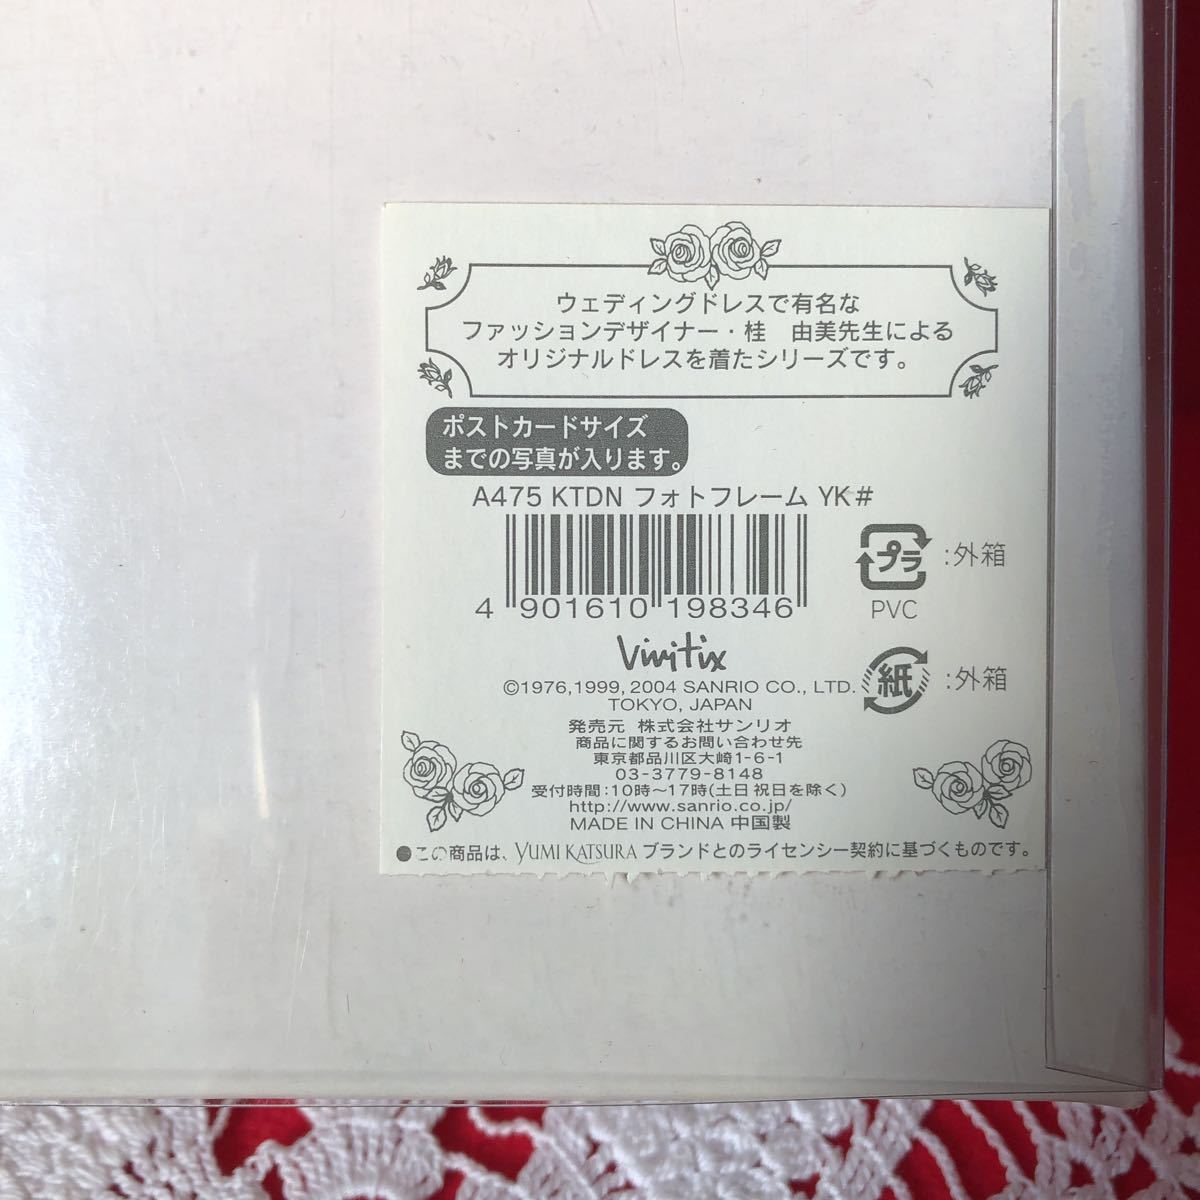 ウェディングドレスで有名な
ファッションデザイナー・桂　由美先生による
オリジナルドレスを着たシリーズです。
ポストカードサイズ
までの写真が入ります。
A475 KTDN フォトフレーム YK#
4 901610 198346
プラ :外箱
PVC
Vivitix
紙 :外箱
©1976,1999, 2004 SANRIO CO., LTD.
TOKYO, JAPAN
発売元 株式会社サンリオ
商品に関するお問い合わせ先
東京都品川区大崎1-6-1
03-3779-8148
受付時間:10時〜17時(土日祝日を除く)
http://www.sanrio.co.jp/
MADE IN CHINA 中国製
●この商品は、YUMI KATSURA ブランドとのライセンシー契約に基づくものです。